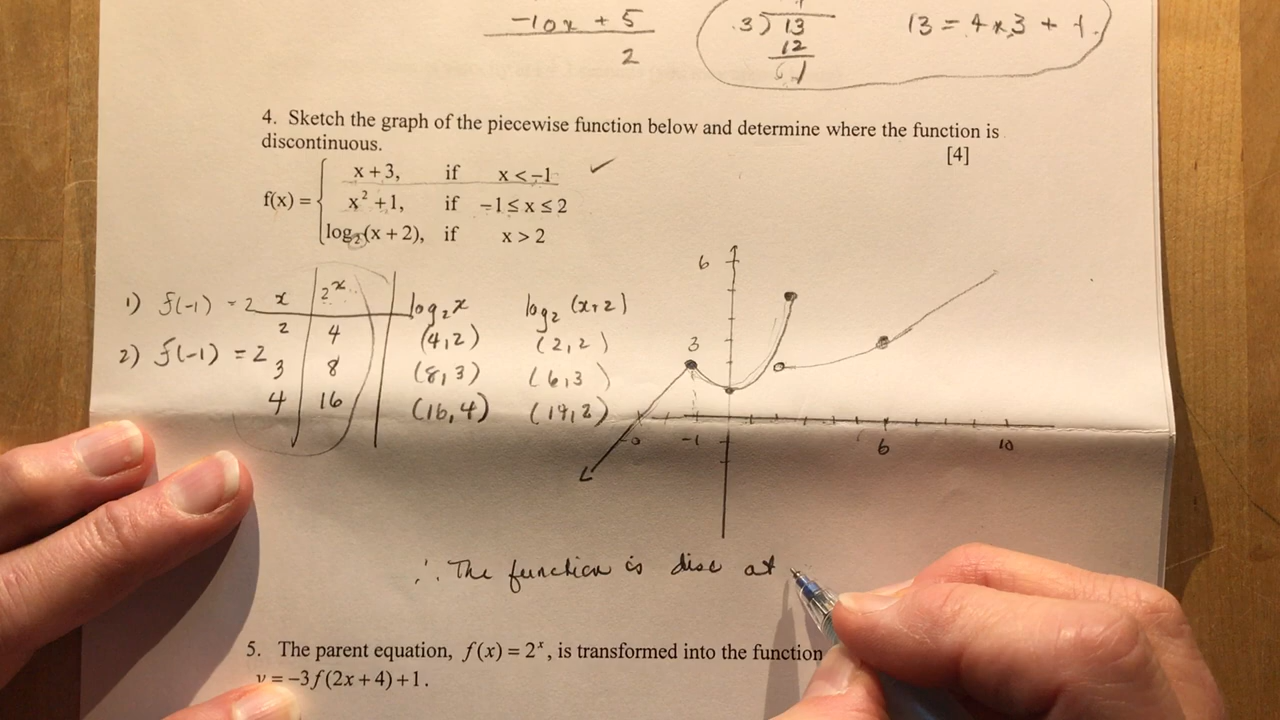 -10x + 5
2
3) 13
12
1
13 = 4 x 3 + 1.
4. Sketch the graph of the piecewise function below and determine where the function is
discontinuous.
[4]
x + 3, if x < -1
f(x) = { x² + 1, if -1 ≤ x ≤ 2
log₂(x + 2), if x > 2
1) f(-1) = 2
2) f(-1) = 2
x 2ˣ
2 4
3 8
4 16
log₂x log₂ (x+2)
(4,2) (2,2)
(8,3) (6,3)
(16,4)
6
3
-1 6 10
∴ The function is disc at
5. The parent equation, f(x) = 2ˣ, is transformed into the function
y = -3f(2x + 4) + 1.